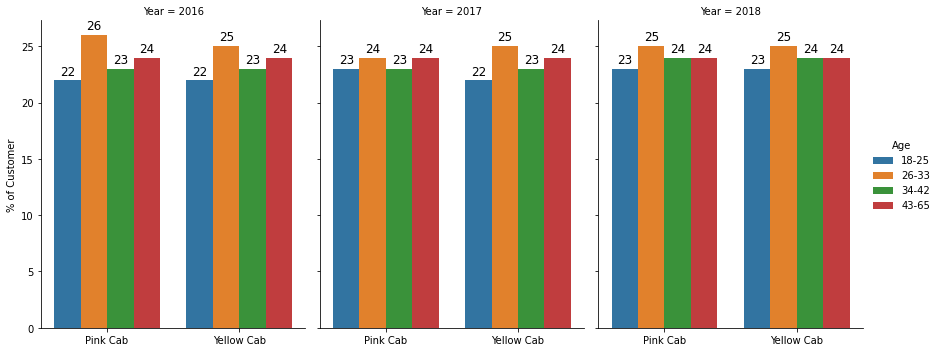 Year = 2016
Year = 2017
Year = 2018
% of Customer
25
20
15
10
5
0
22 26 23 24 22 25 23 24
23 24 23 24 22 25 23 24
23 25 24 24 23 25 24 24
Pink Cab Yellow Cab
Pink Cab Yellow Cab
Pink Cab Yellow Cab
Age
18-25
26-33
34-42
43-65